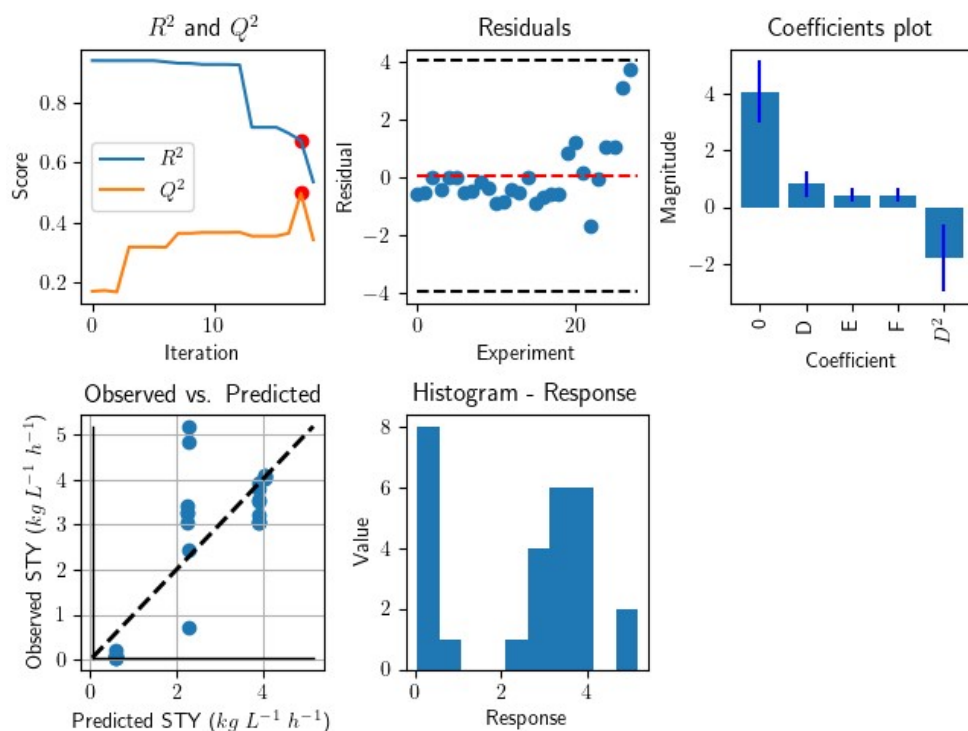 R² and Q²
Score
0.8
0.6
0.4
0.2
R²
Q²
0
10
Iteration
Residuals
Residual
4
2
0
−2
−4
0
20
Experiment
Coefficients plot
Magnitude
4
2
0
−2
0
D
E
F
D²
Coefficient
Observed vs. Predicted
Observed STY (kg L⁻¹ h⁻¹)
5
4
3
2
1
0
0
2
4
Predicted STY (kg L⁻¹ h⁻¹)
Histogram - Response
Value
8
6
4
2
0
0
2
4
Response